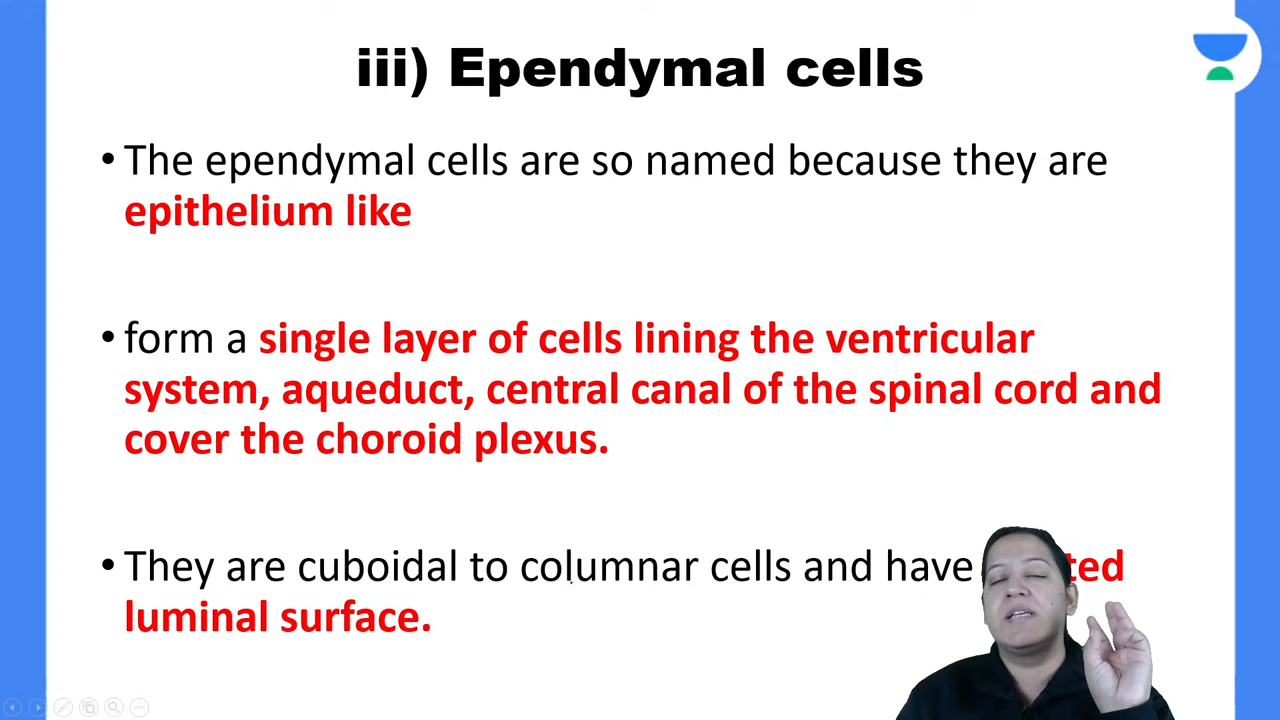 iii) Ependymal cells
• The ependymal cells are so named because they are
epithelium like
• form a single layer of cells lining the ventricular
system, aqueduct, central canal of the spinal cord and
cover the choroid plexus.
• They are cuboidal to columnar cells and have
luminal surface.